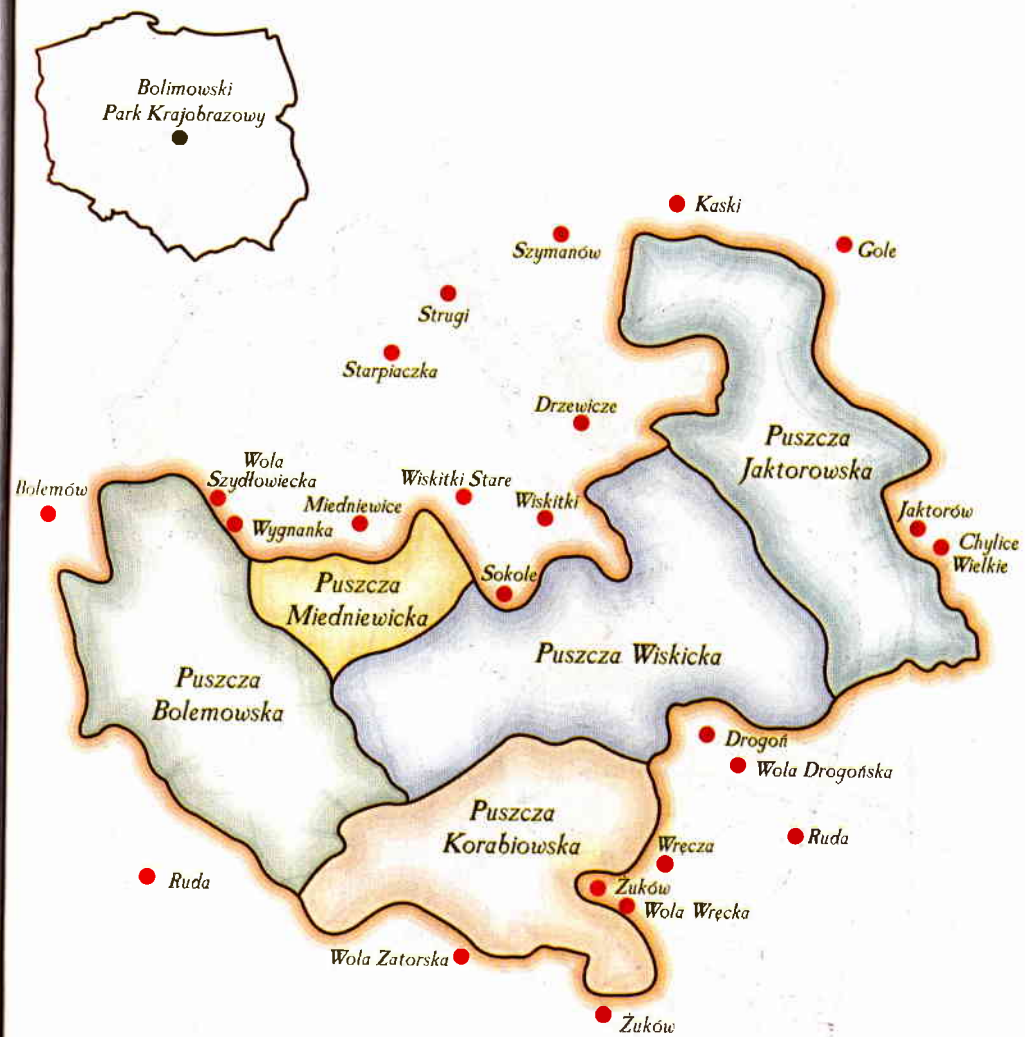 Bolimowski
Park Krajobrazowy
Kaski
Gole
Szymanów
Strugi
Starpiaczka
Drzewicze
Puszcza
Jaktorowska
Wola
Szydłowiecka
Wiskitki Stare
Bolemów
Miedniewice
Wiskitki
Wygnanka
Jaktorów
Chylice
Wielkie
Sokole
Puszcza
Miedniewicka
Puszcza Wiskicka
Puszcza
Bolemowska
Drogoń
Wola Drogońska
Puszcza
Korabiowska
Ruda
Wręcza
Ruda
Żuków
Wola Wręcka
Wola Zatorska
Żuków